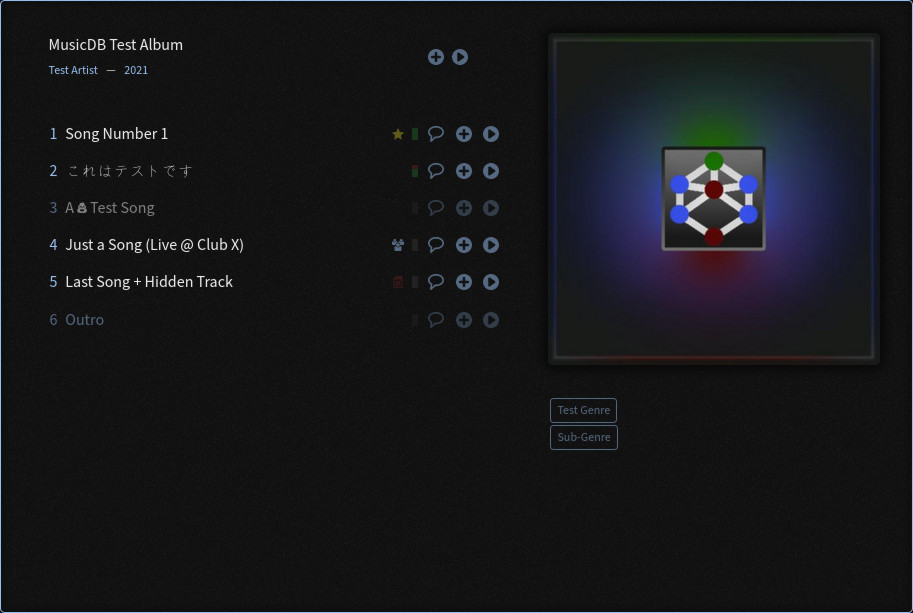 MusicDB Test Album
Test Artist — 2021
1 Song Number 1
2 これはテストです
3 A💩Test Song
4 Just a Song (Live @ Club X)
5 Last Song + Hidden Track
6 Outro
Test Genre
Sub-Genre